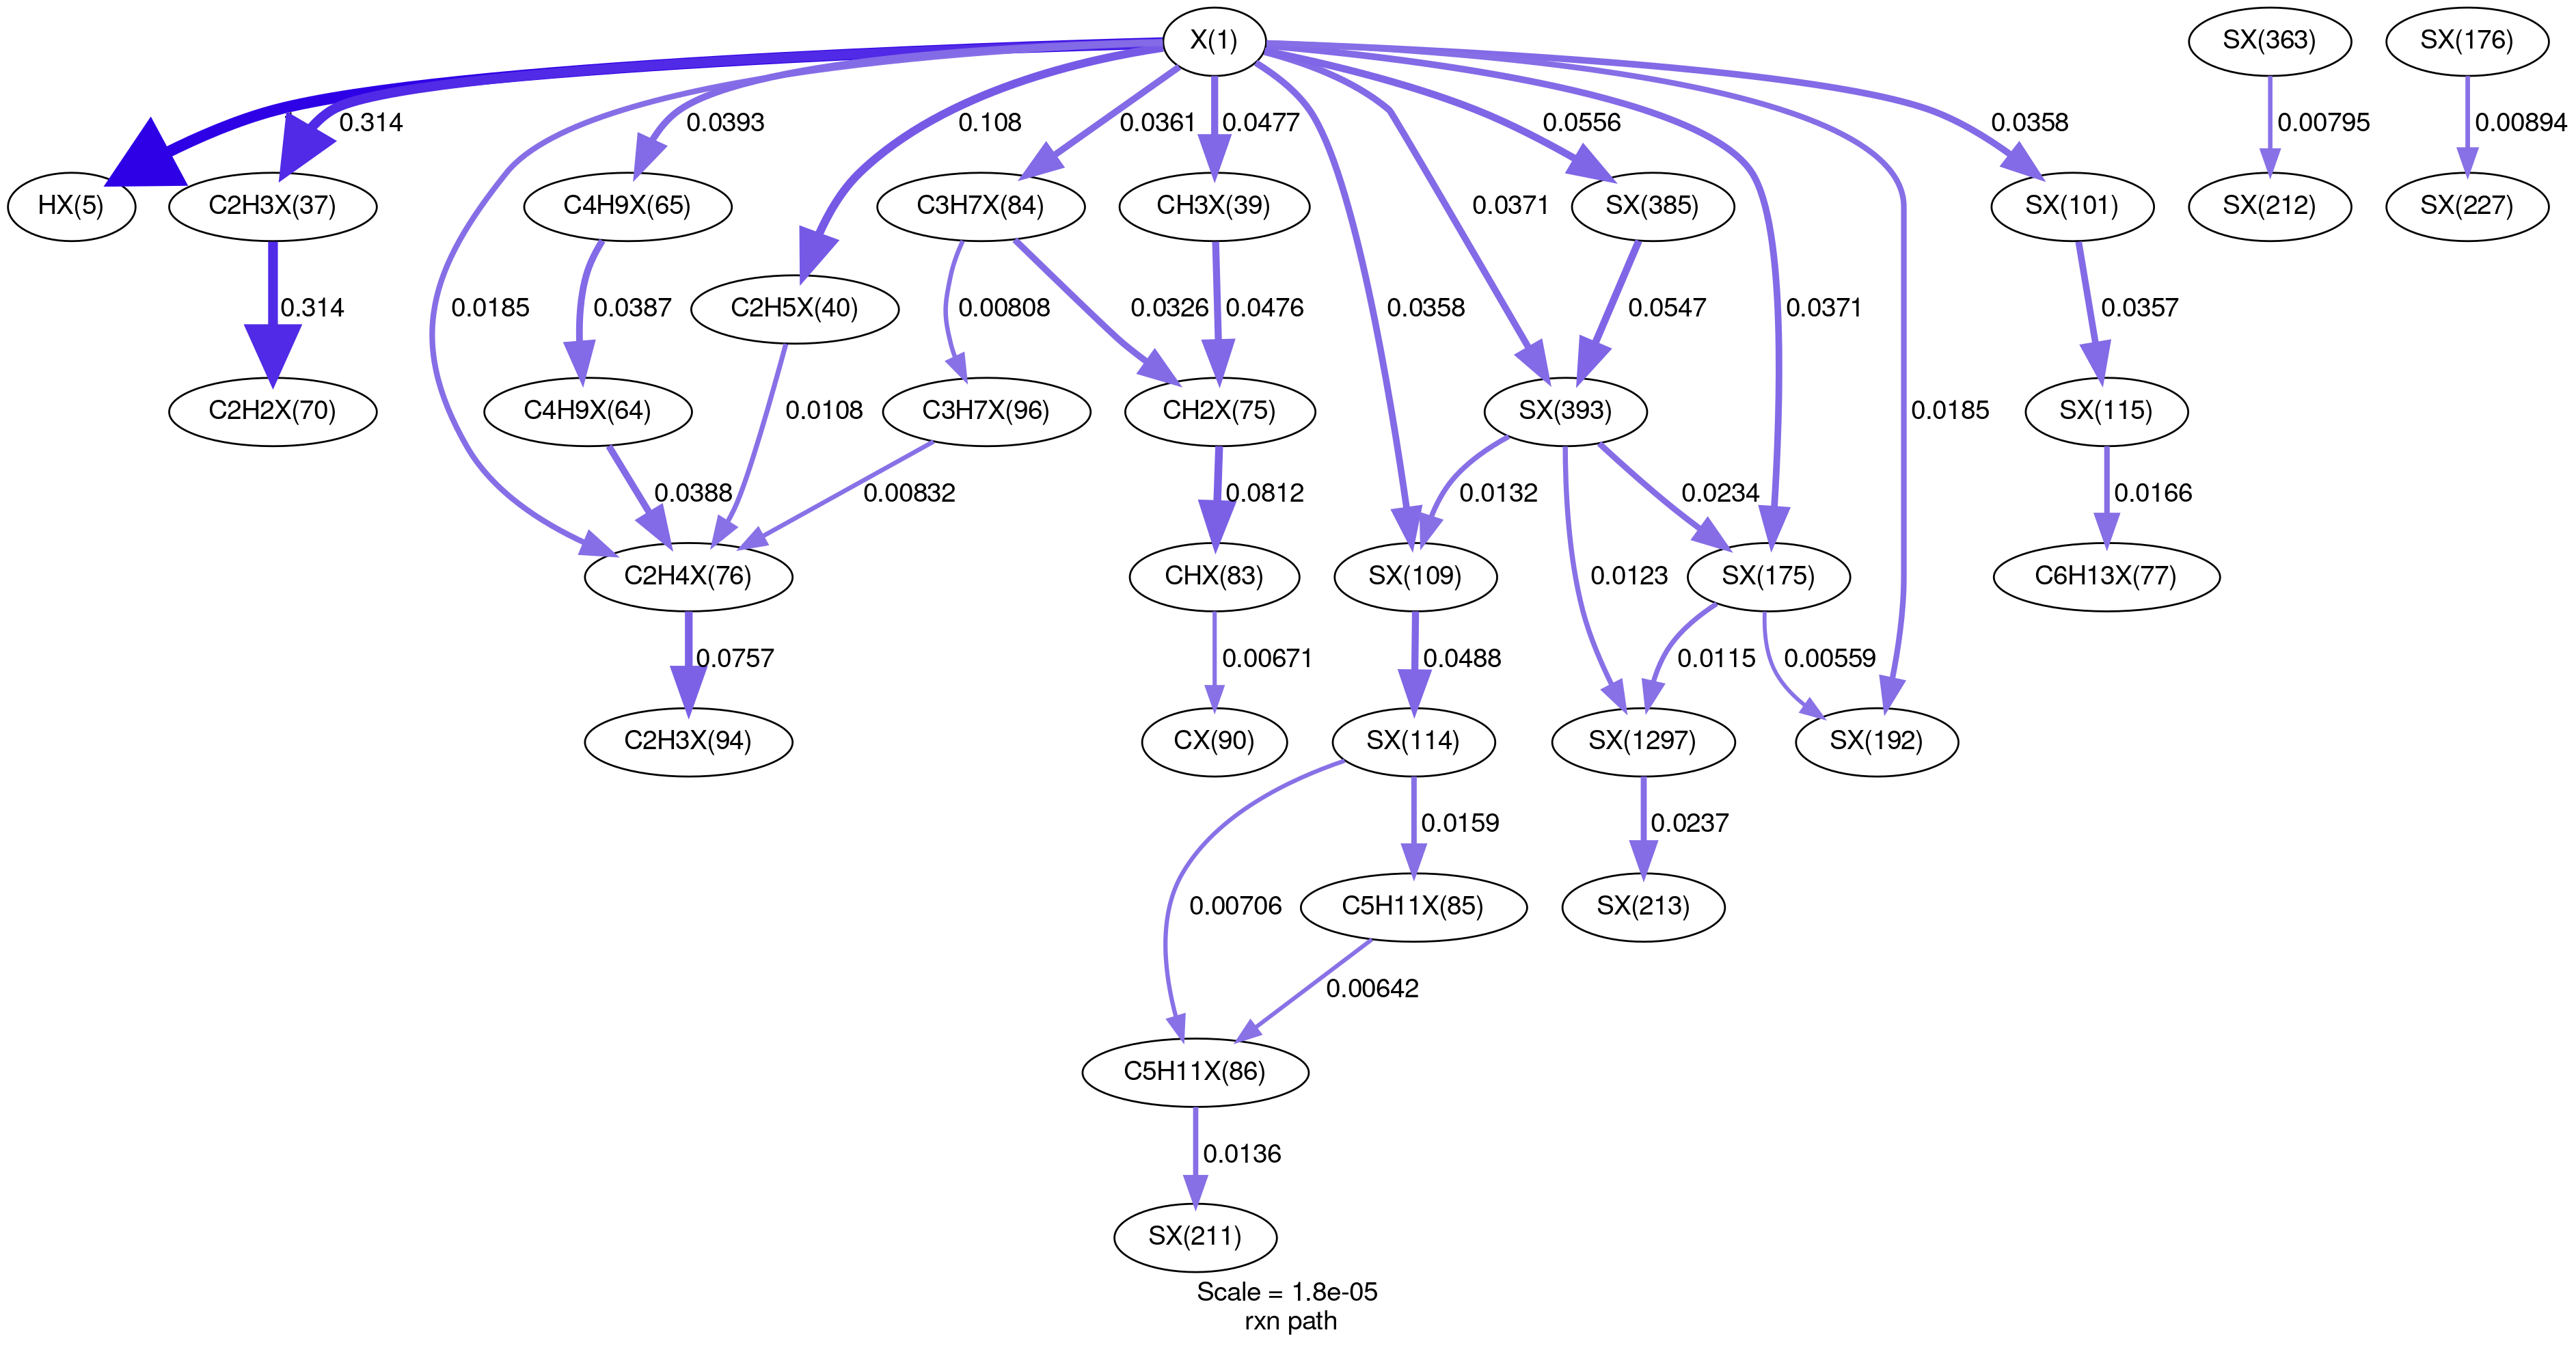 X(1)
SX(363)
SX(176)
0.314
0.0393
0.108
0.0361
0.0477
0.0556
0.0358
0.00795
0.00894
HX(5)
C2H3X(37)
C4H9X(65)
C3H7X(84)
CH3X(39)
0.0371
SX(385)
SX(101)
SX(212)
SX(227)
0.314
0.0185
0.0387
C2H5X(40)
0.00808
0.0326
0.0476
0.0358
0.0547
0.0371
0.0357
C2H2X(70)
C4H9X(64)
0.0108
C3H7X(96)
CH2X(75)
SX(393)
0.0185
SX(115)
0.0388
0.00832
0.0812
0.0132
0.0234
0.0166
C2H4X(76)
CHX(83)
SX(109)
0.0123
SX(175)
C6H13X(77)
0.0757
0.00671
0.0488
0.0115
0.00559
C2H3X(94)
CX(90)
SX(114)
SX(1297)
SX(192)
0.0159
0.0237
0.00706
C5H11X(85)
SX(213)
0.00642
C5H11X(86)
0.0136
SX(211)
Scale = 1.8e-05
rxn path